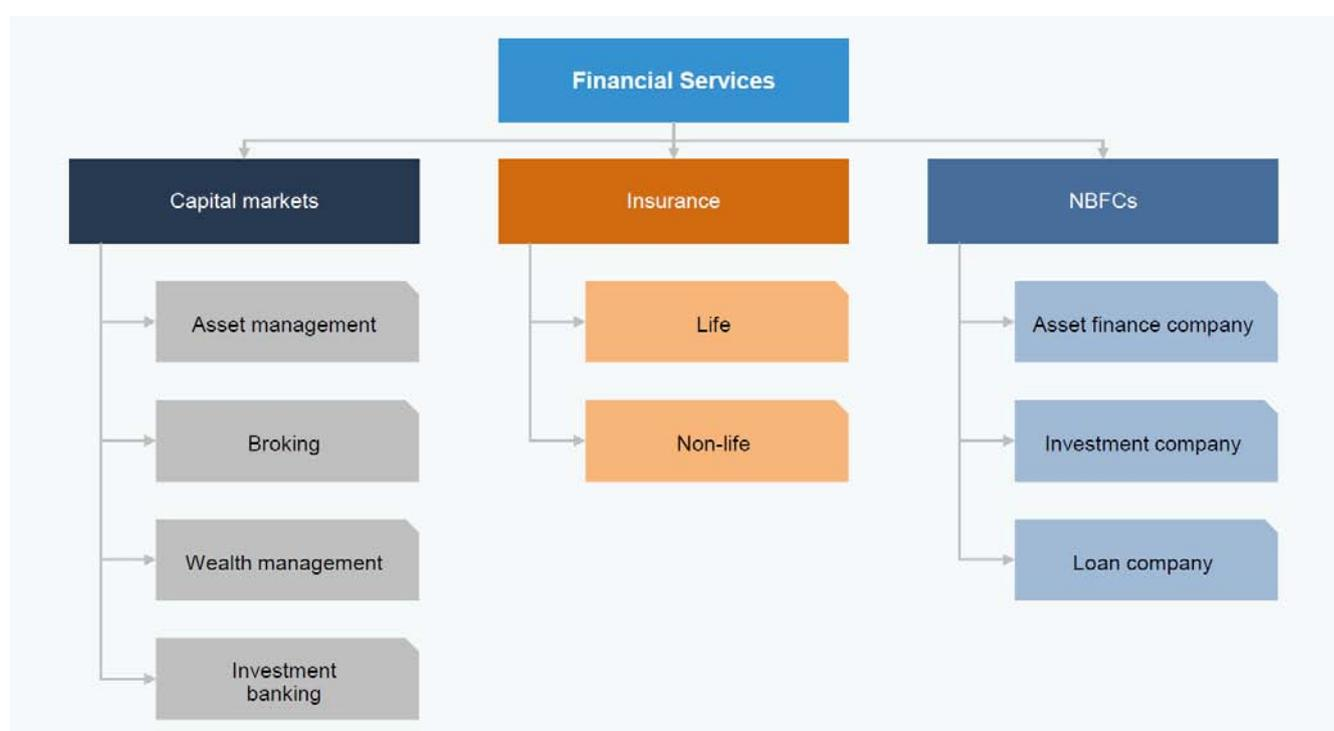 Financial Services
Capital markets
Insurance
NBFCs
Asset management
Life
Asset finance company
Broking
Non-life
Investment company
Wealth management
Loan company
Investment
banking